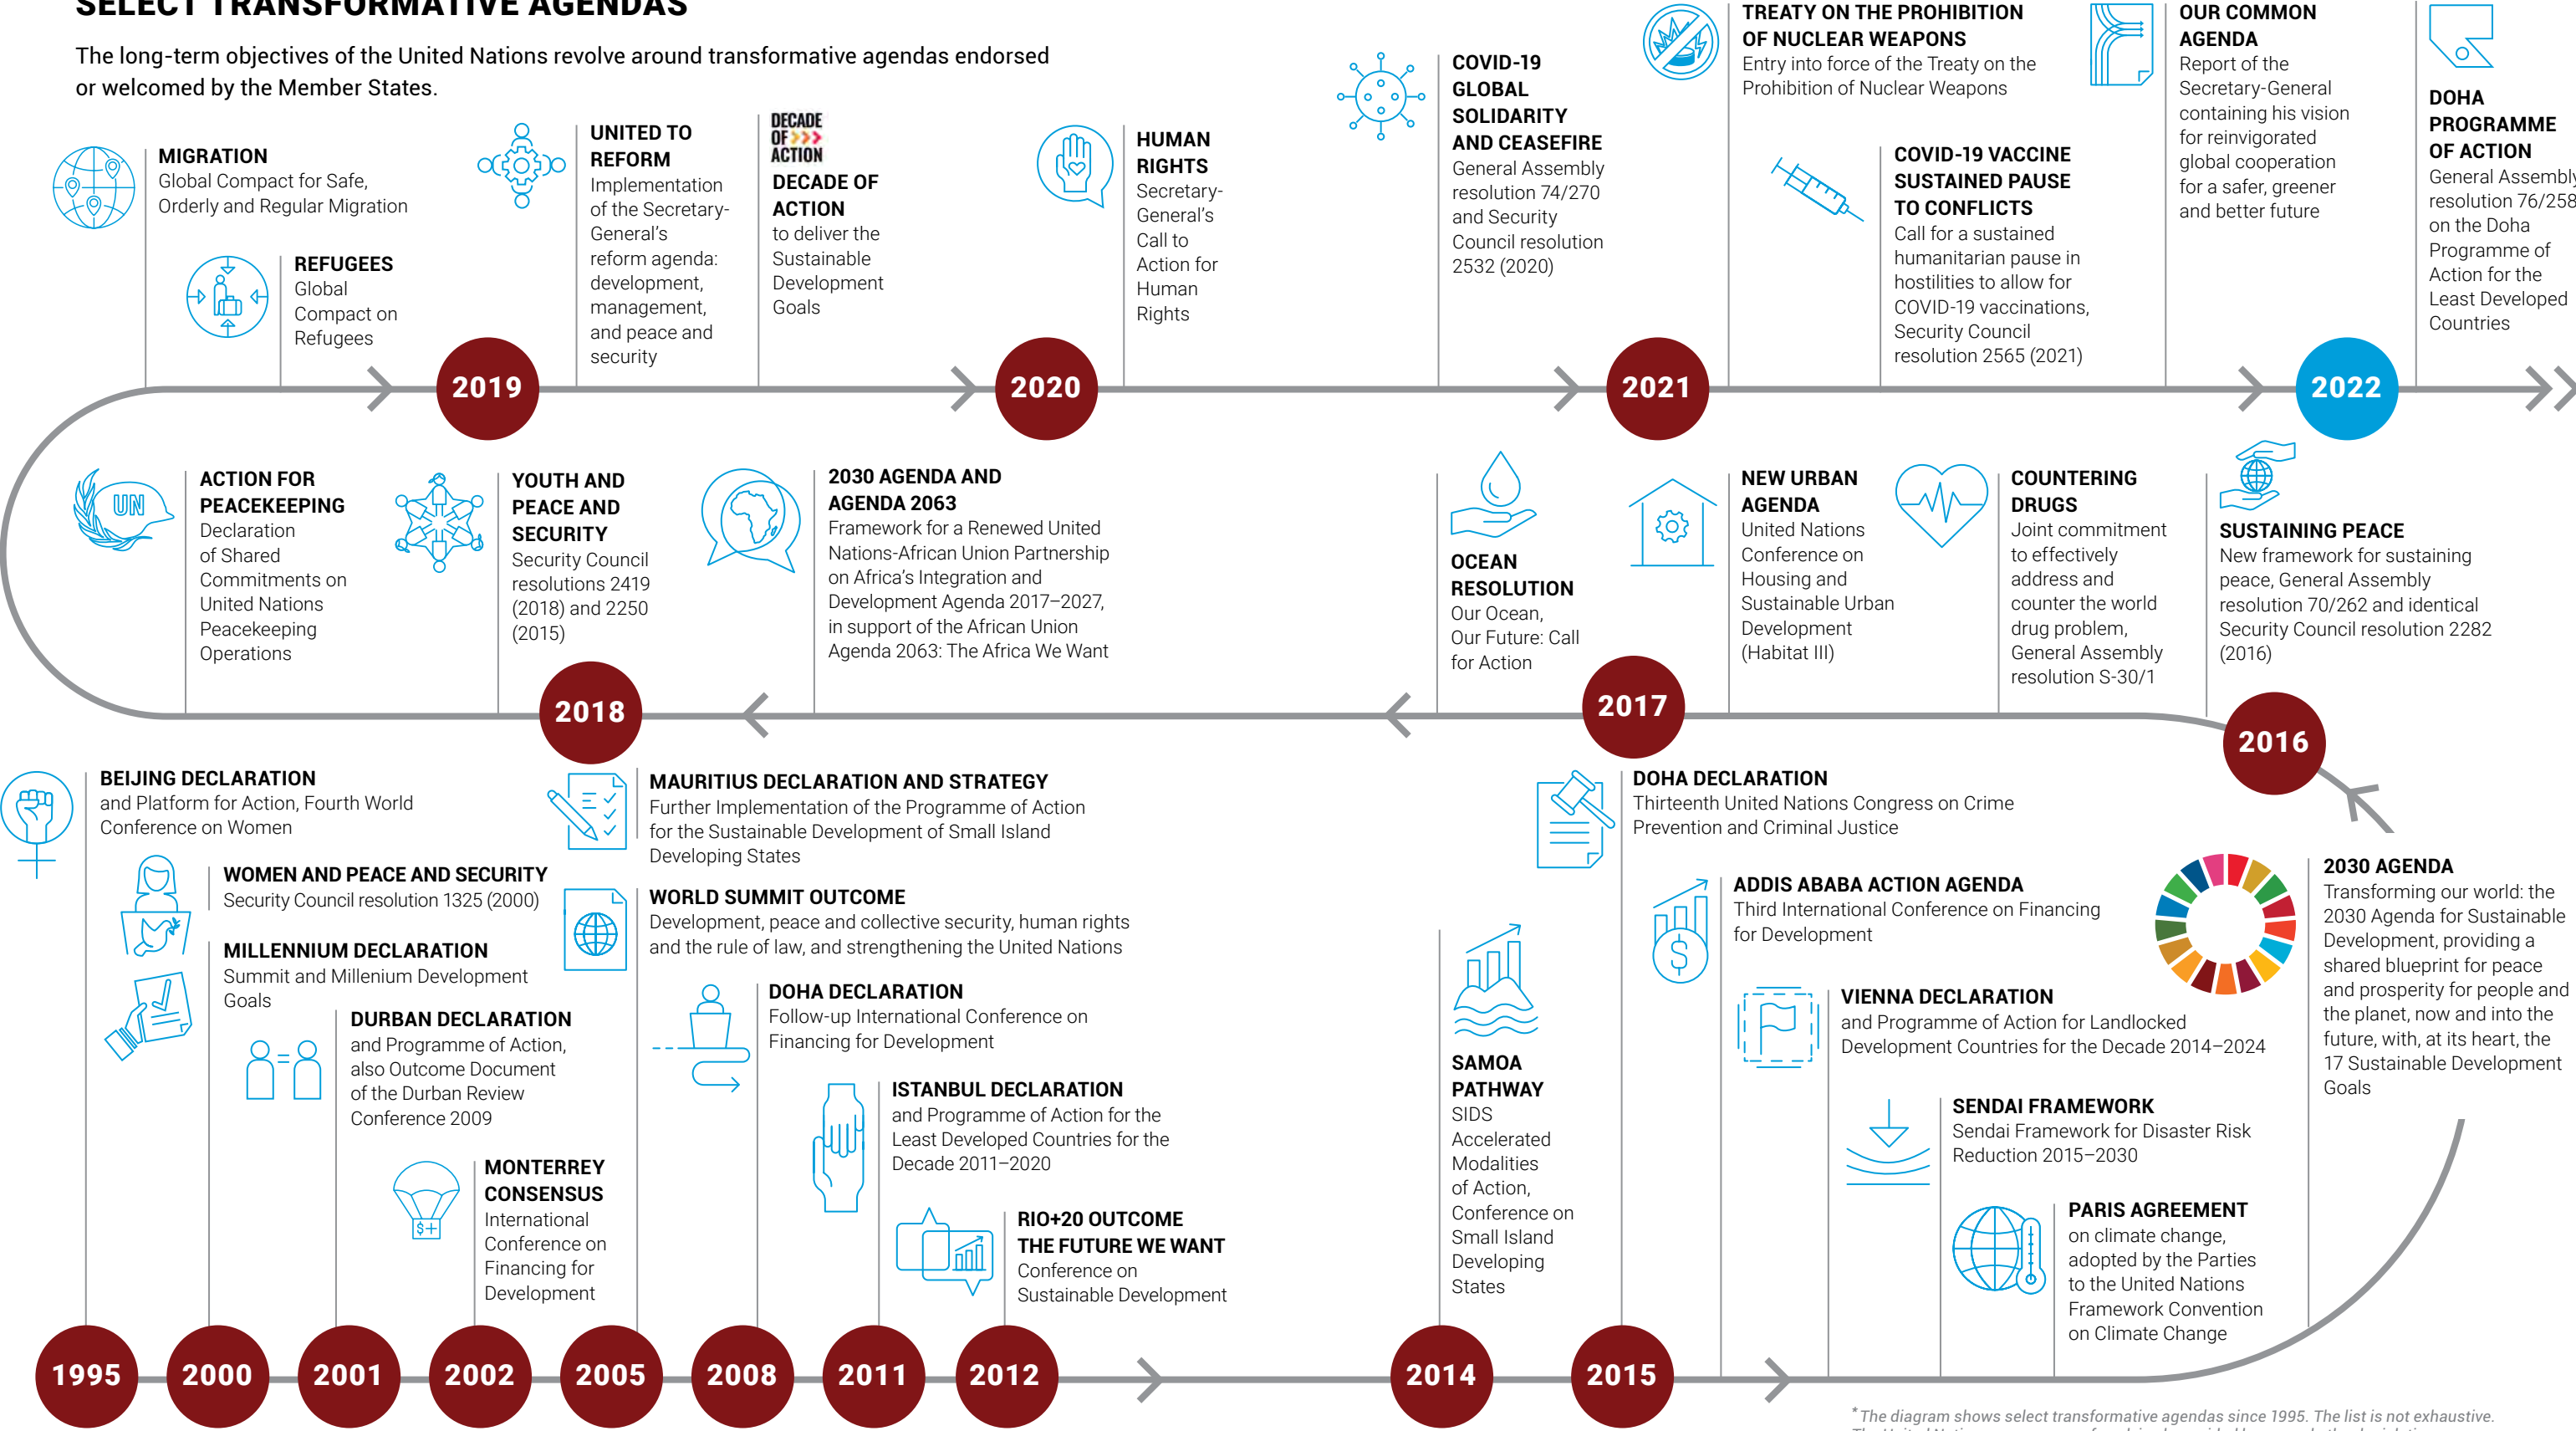 SELECT TRANSFORMATIVE AGENDAS
The long-term objectives of the United Nations revolve around transformative agendas endorsed
or welcomed by the Member States.
MIGRATION
Global Compact for Safe,
Orderly and Regular Migration
REFUGEES
Global
Compact on
Refugees
2019
UNITED TO
REFORM
Implementation
of the Secretary-
General’s
reform agenda:
development,
management,
and peace and
security
DECADE
OF
ACTION
DECADE OF
ACTION
to deliver the
Sustainable
Development
Goals
2020
HUMAN
RIGHTS
Secretary-
General’s
Call to
Action for
Human
Rights
COVID-19
GLOBAL
SOLIDARITY
AND CEASEFIRE
General Assembly
resolution 74/270
and Security
Council resolution
2532 (2020)
2021
TREATY ON THE PROHIBITION
OF NUCLEAR WEAPONS
Entry into force of the Treaty on the
Prohibition of Nuclear Weapons
COVID-19 VACCINE
SUSTAINED PAUSE
TO CONFLICTS
Call for a sustained
humanitarian pause in
hostilities to allow for
COVID-19 vaccinations,
Security Council
resolution 2565 (2021)
OUR COMMON
AGENDA
Report of the
Secretary-General
containing his vision
for reinvigorated
global cooperation
for a safer, greener
and better future
2022
DOHA
PROGRAMME
OF ACTION
General Assembly
resolution 76/258
on the Doha
Programme of
Action for the
Least Developed
Countries
UN
ACTION FOR
PEACEKEEPING
Declaration
of Shared
Commitments on
United Nations
Peacekeeping
Operations
YOUTH AND
PEACE AND
SECURITY
Security Council
resolutions 2419
(2018) and 2250
(2015)
2018
2030 AGENDA AND
AGENDA 2063
Framework for a Renewed United
Nations-African Union Partnership
on Africa’s Integration and
Development Agenda 2017–2027,
in support of the African Union
Agenda 2063: The Africa We Want
OCEAN
RESOLUTION
Our Ocean,
Our Future: Call
for Action
2017
NEW URBAN
AGENDA
United Nations
Conference on
Housing and
Sustainable Urban
Development
(Habitat III)
COUNTERING
DRUGS
Joint commitment
to effectively
address and
counter the world
drug problem,
General Assembly
resolution S-30/1
SUSTAINING PEACE
New framework for sustaining
peace, General Assembly
resolution 70/262 and identical
Security Council resolution 2282
(2016)
2016
BEIJING DECLARATION
and Platform for Action, Fourth World
Conference on Women
WOMEN AND PEACE AND SECURITY
Security Council resolution 1325 (2000)
MILLENNIUM DECLARATION
Summit and Millenium Development
Goals
DURBAN DECLARATION
and Programme of Action,
also Outcome Document
of the Durban Review
Conference 2009
$+
MONTERREY
CONSENSUS
International
Conference on
Financing for
Development
MAURITIUS DECLARATION AND STRATEGY
Further Implementation of the Programme of Action
for the Sustainable Development of Small Island
Developing States
WORLD SUMMIT OUTCOME
Development, peace and collective security, human rights
and the rule of law, and strengthening the United Nations
DOHA DECLARATION
Follow-up International Conference on
Financing for Development
ISTANBUL DECLARATION
and Programme of Action for the
Least Developed Countries for the
Decade 2011–2020
RIO+20 OUTCOME
THE FUTURE WE WANT
Conference on
Sustainable Development
SAMOA
PATHWAY
SIDS
Accelerated
Modalities
of Action,
Conference on
Small Island
Developing
States
DOHA DECLARATION
Thirteenth United Nations Congress on Crime
Prevention and Criminal Justice
$
ADDIS ABABA ACTION AGENDA
Third International Conference on Financing
for Development
VIENNA DECLARATION
and Programme of Action for Landlocked
Development Countries for the Decade 2014–2024
SENDAI FRAMEWORK
Sendai Framework for Disaster Risk
Reduction 2015–2030
PARIS AGREEMENT
on climate change,
adopted by the Parties
to the United Nations
Framework Convention
on Climate Change
2030 AGENDA
Transforming our world: the
2030 Agenda for Sustainable
Development, providing a
shared blueprint for peace
and prosperity for people and
the planet, now and into the
future, with, at its heart, the
17 Sustainable Development
Goals
1995
2000
2001
2002
2005
2008
2011
2012
2014
2015
* The diagram shows select transformative agendas since 1995. The list is not exhaustive.